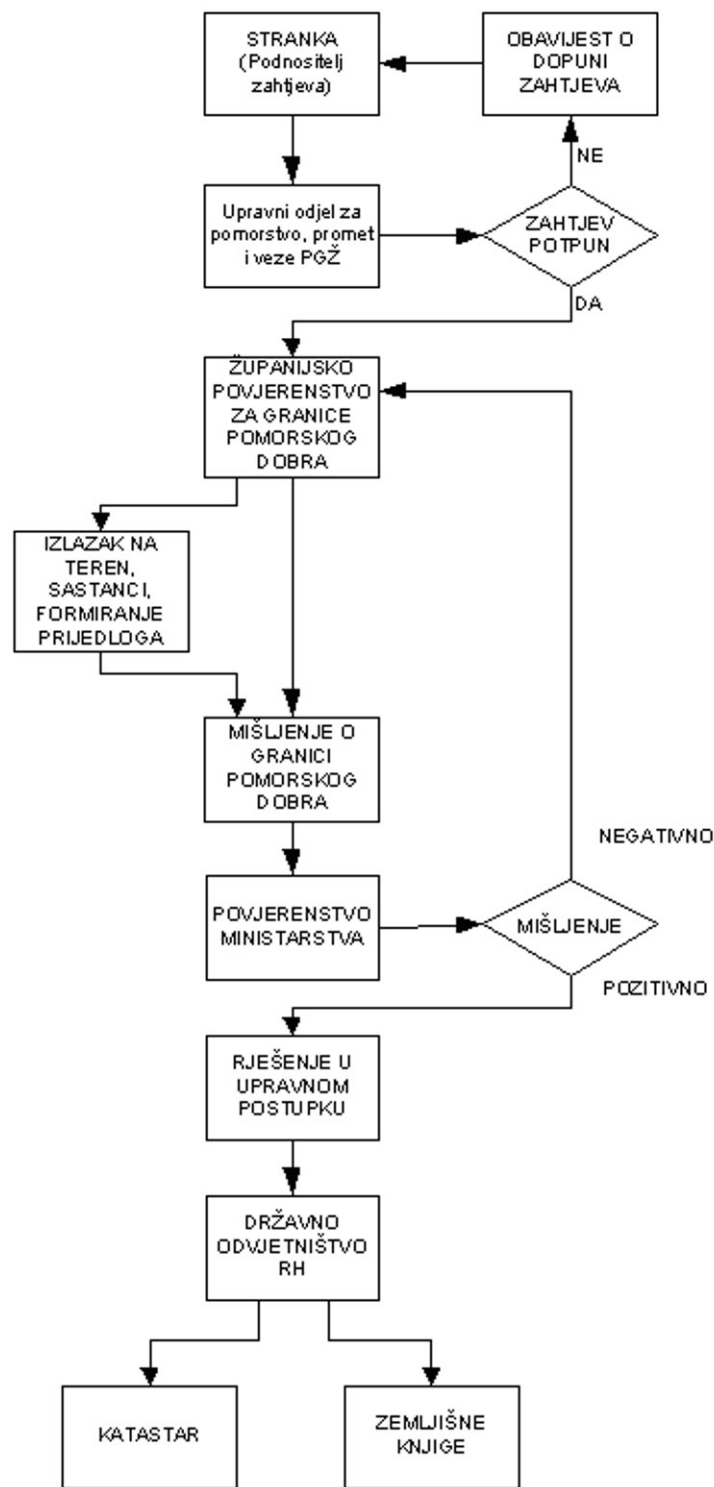 STRANKA
(Podnositelj
zahtjeva)
OBAVIJEST O
DOPUNI
ZAHTJEVA
NE
Upravni odjel za
pomorstvo, promet
i veze PGŽ
ZAHTJEV
POTPUN
DA
ŽUPANIJSKO
POVJERENSTVO
ZA GRANICE
POMORSKOG
DOBRA
IZLAZAK NA
TEREN,
SASTANCI,
FORMIRANJE
PRIJEDLOGA
MIŠLJENJE O
GRANICI
POMORSKOG
DOBRA
NEGATIVNO
POVJERENSTVO
MINISTARSTVA
MIŠLJENJE
POZITIVNO
RJEŠENJE U
UPRAVNOM
POSTUPKU
DRŽAVNO
ODVJETNIŠTVO
RH
KATASTAR
ZEMLJIŠNE
KNJIGE